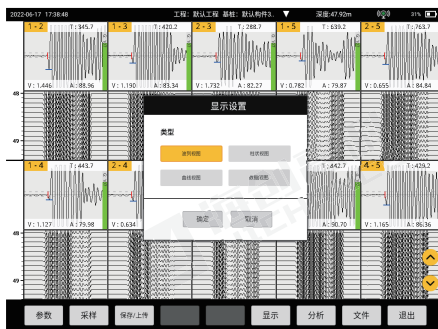 2022-06-17 17:38:48 工程: 默认工程 基桩: 默认构件3.. ▼ 深度:47.92m 31%
1-2 T:345.7 1-3 T:420.2 2-3 T:288.7 1-5 T:639.2 2-5 T:763.7
V:1.446 A:88.96 V:1.190 A:83.34 V:1.732 A:82.27 V:0.782 A:79.87 V:0.655 A:84.84
48
显示设置
类型
波列视图 柱状视图
49
1-4 T:443.7 2-4 T:442.7 4-5 T:429.2
曲线视图 数据视图
确定 取消
V:1.127 A:79.98 V:0.634 A:90.70 V:1.165 A:86.36
48
49
参数 采样 保存/上传 显示 分析 文件 退出